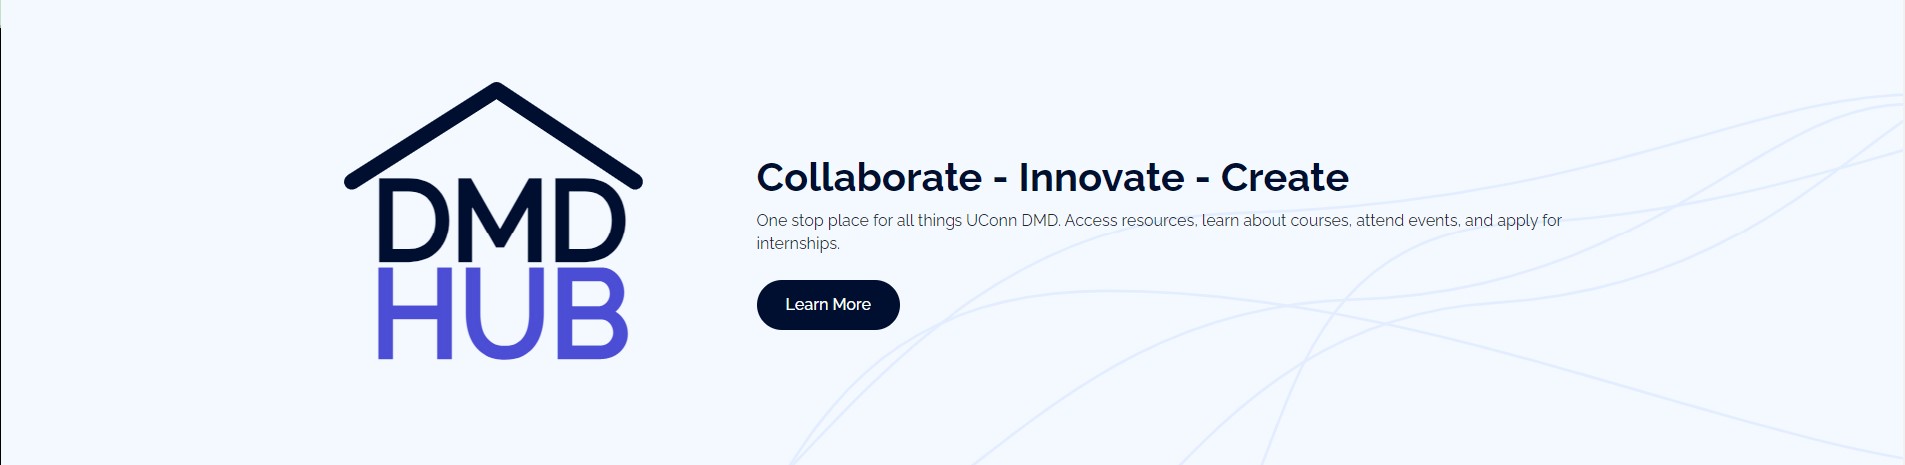 DMD
HUB
Collaborate - Innovate - Create
One stop place for all things UConn DMD. Access resources, learn about courses, attend events, and apply for
internships.
Learn More